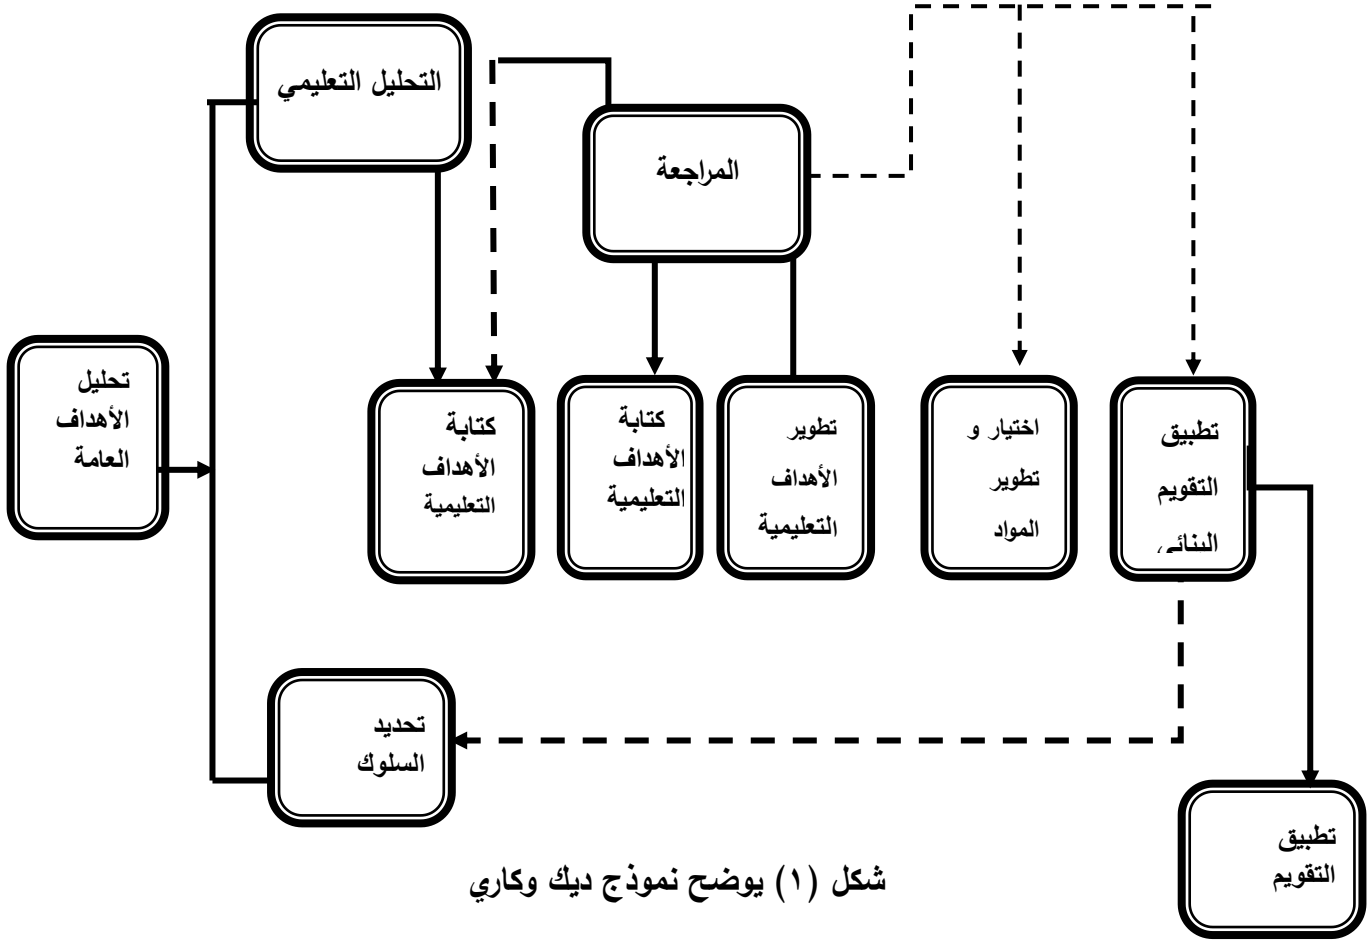 التحليل التعليمي
المراجعة
تحليل
الأهداف
العامة
كتابة
الأهداف
التعليمية
كتابة
الأهداف
التعليمية
تطوير
الأهداف
التعليمية
اختيار و
تطوير
المواد
تطبيق
التقويم
البنائي
تحديد
السلوك
تطبيق
التقويم
شكل (١) يوضح نموذج ديك وكاري